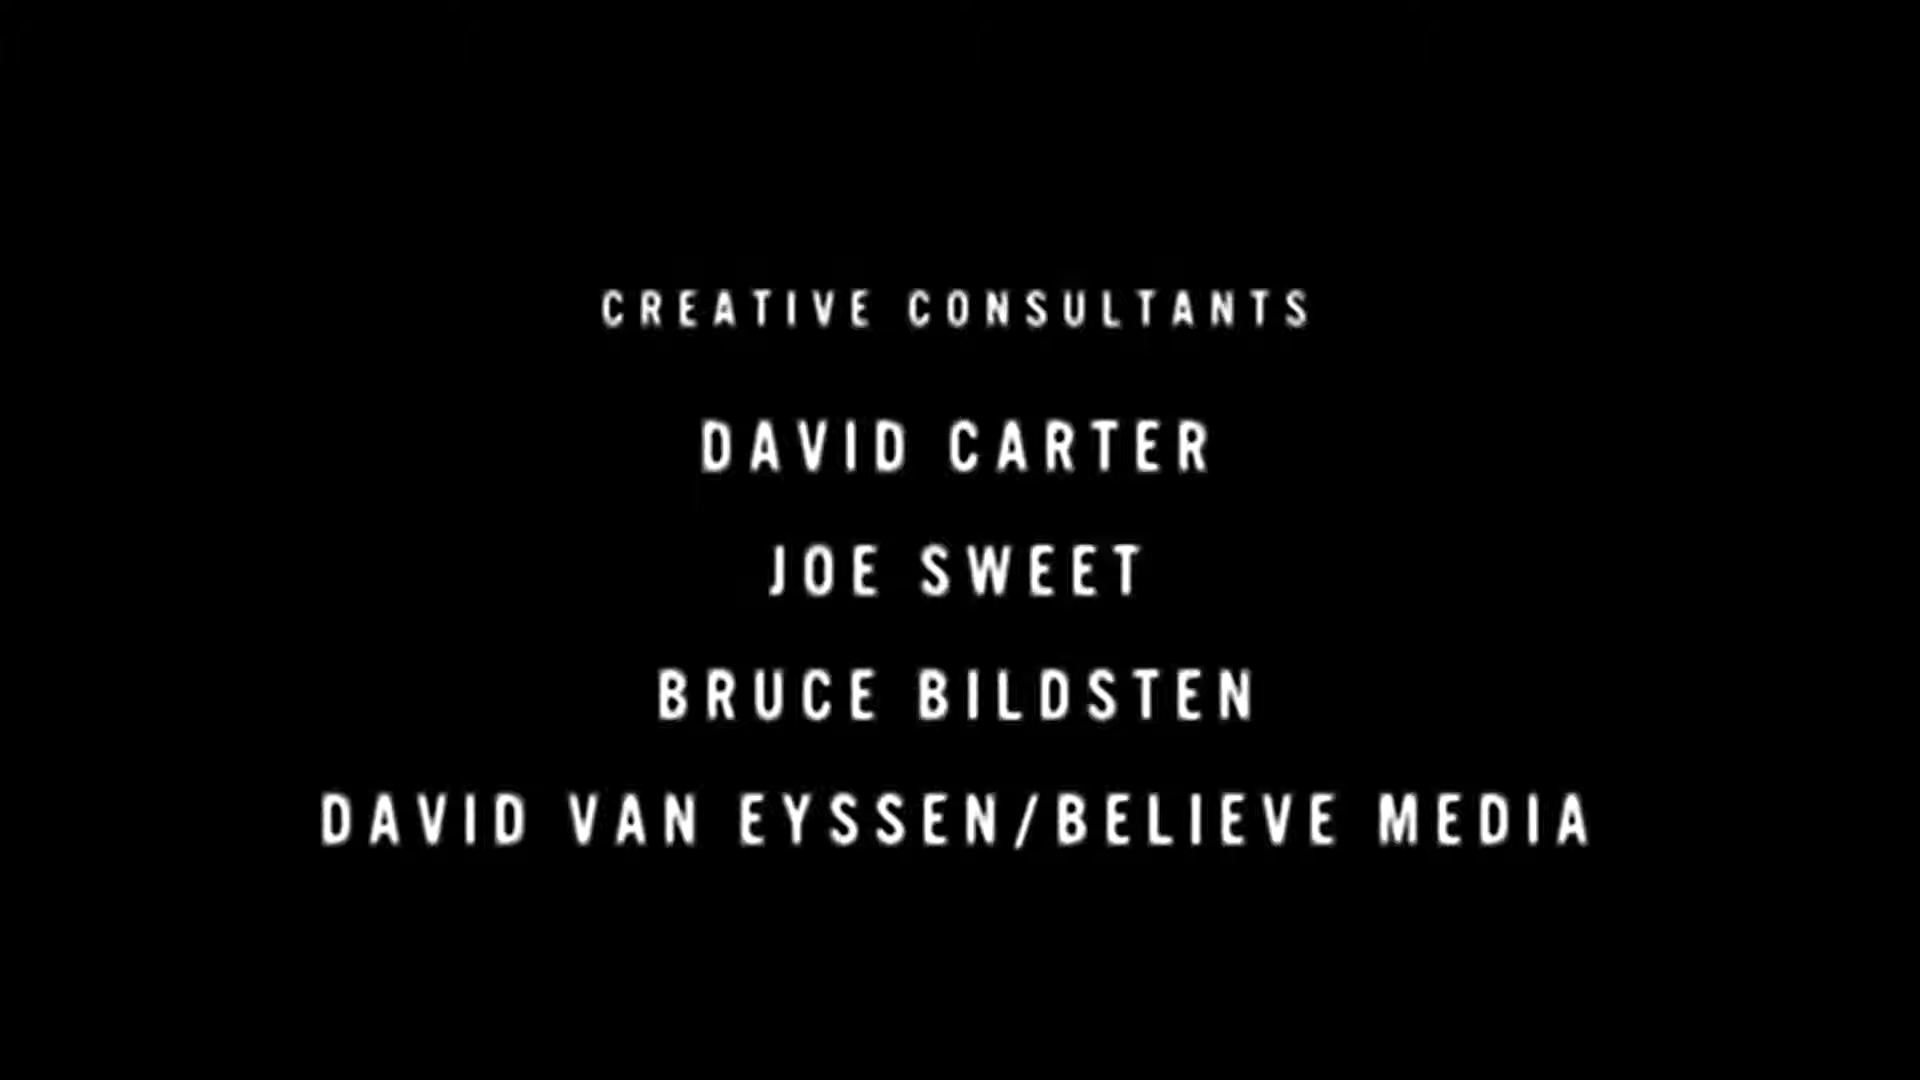 CREATIVE CONSULTANTS
DAVID CARTER
JOE SWEET
BRUCE BILDSTEN
DAVID VAN EYSSEN/BELIEVE MEDIA